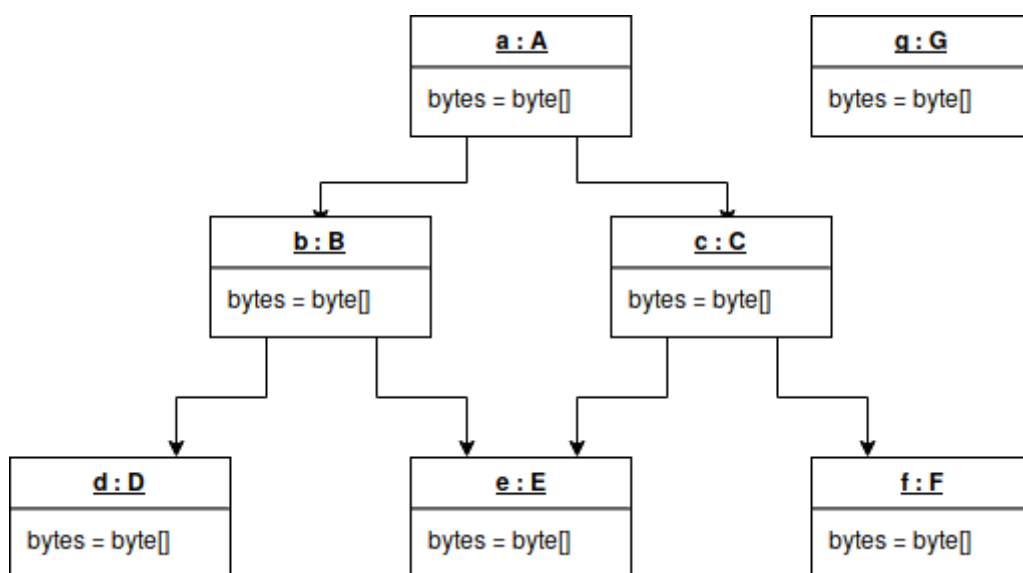 a : A
bytes = byte[]
g : G
bytes = byte[]
b : B
bytes = byte[]
c : C
bytes = byte[]
d : D
bytes = byte[]
e : E
bytes = byte[]
f : F
bytes = byte[]